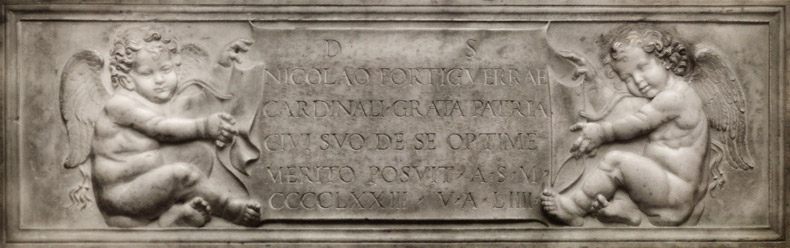 D S
NICOLAO FORTIGVERRAE
CARDINALI · GRATA PATRIA
CIVI SVO DE SE OPTIME
MERITO POSVIT · A · S · M ·
CCCCLXXIII · V · A · LIIII ·